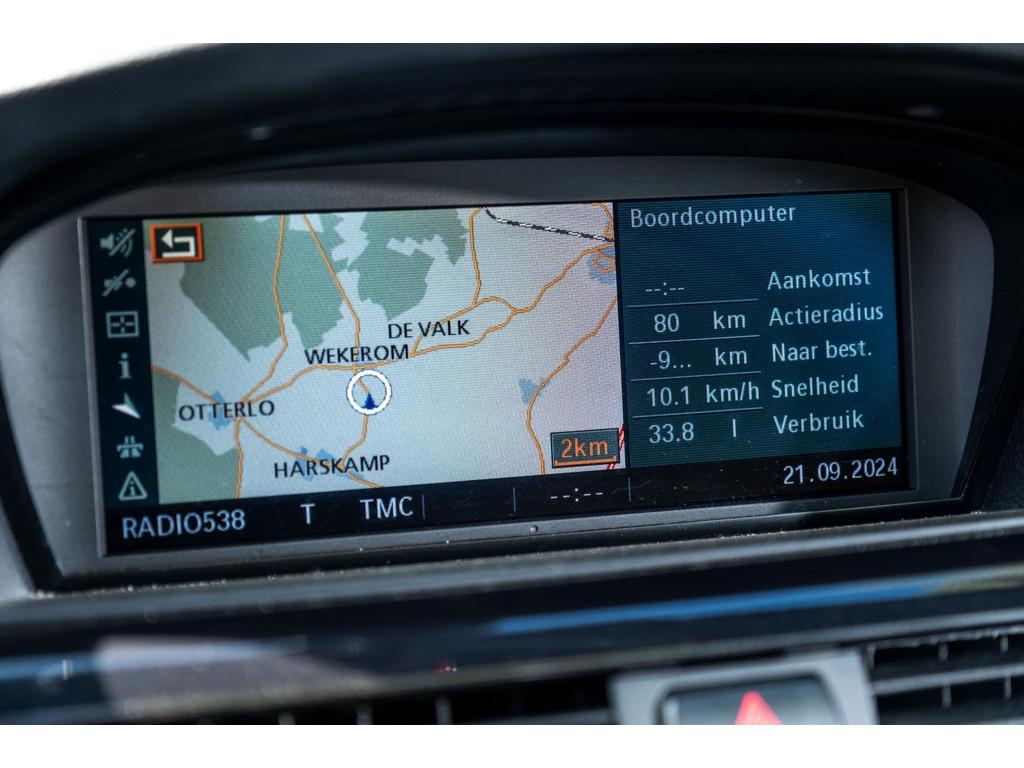 Boordcomputer
--:-- Aankomst
80 km Actieradius
-9... km Naar best.
10.1 km/h Snelheid
33.8 l Verbruik
DE VALK
WEKEROM
OTTERLO
HARSKAMP
2km
21.09.2024
RADIO538 T TMC --:--